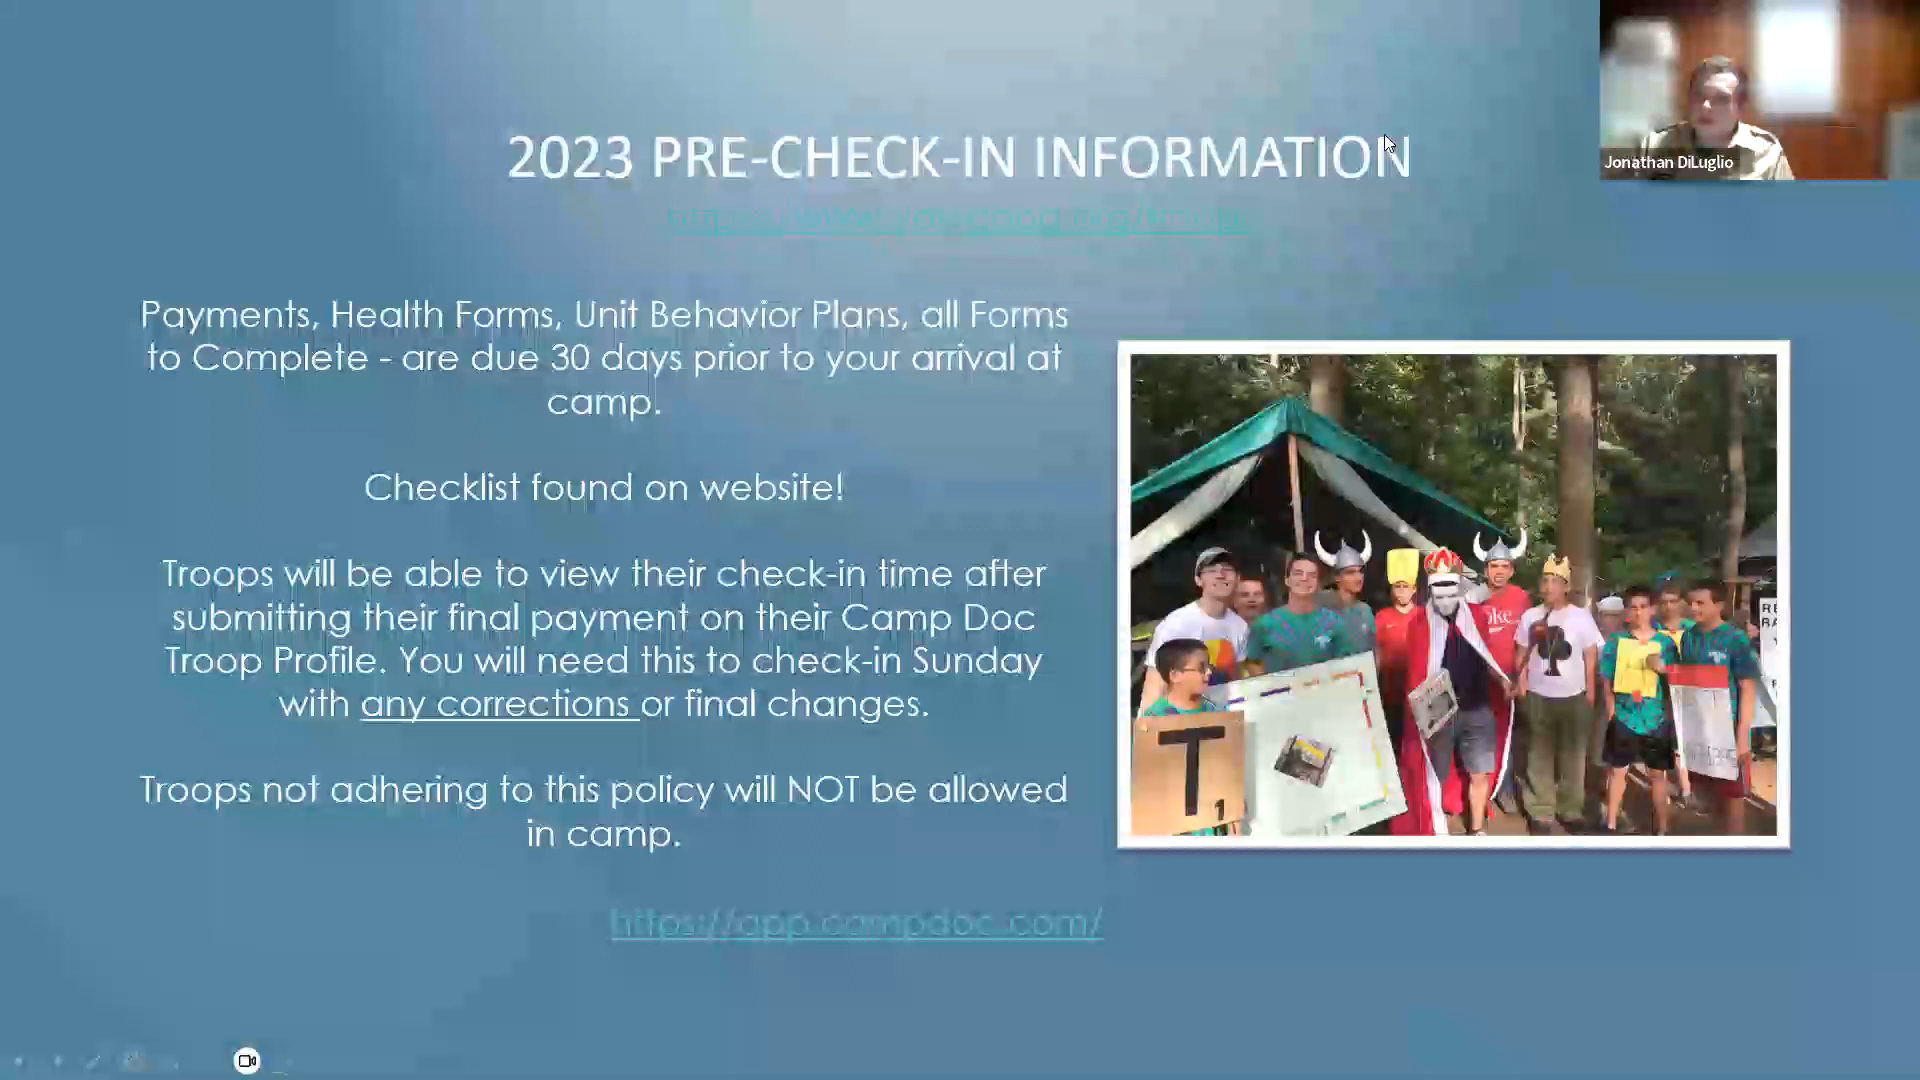 2023 PRE-CHECK-IN INFORMATION
Jonathan DiLuglio
Payments, Health Forms, Unit Behavior Plans, all Forms
to Complete - are due 30 days prior to your arrival at
camp.
Checklist found on website!
Troops will be able to view their check-in time after
submitting their final payment on their Camp Doc
Troop Profile. You will need this to check-in Sunday
with any corrections or final changes.
Troops not adhering to this policy will NOT be allowed
in camp.
https://app.campdoc.com/
T
1